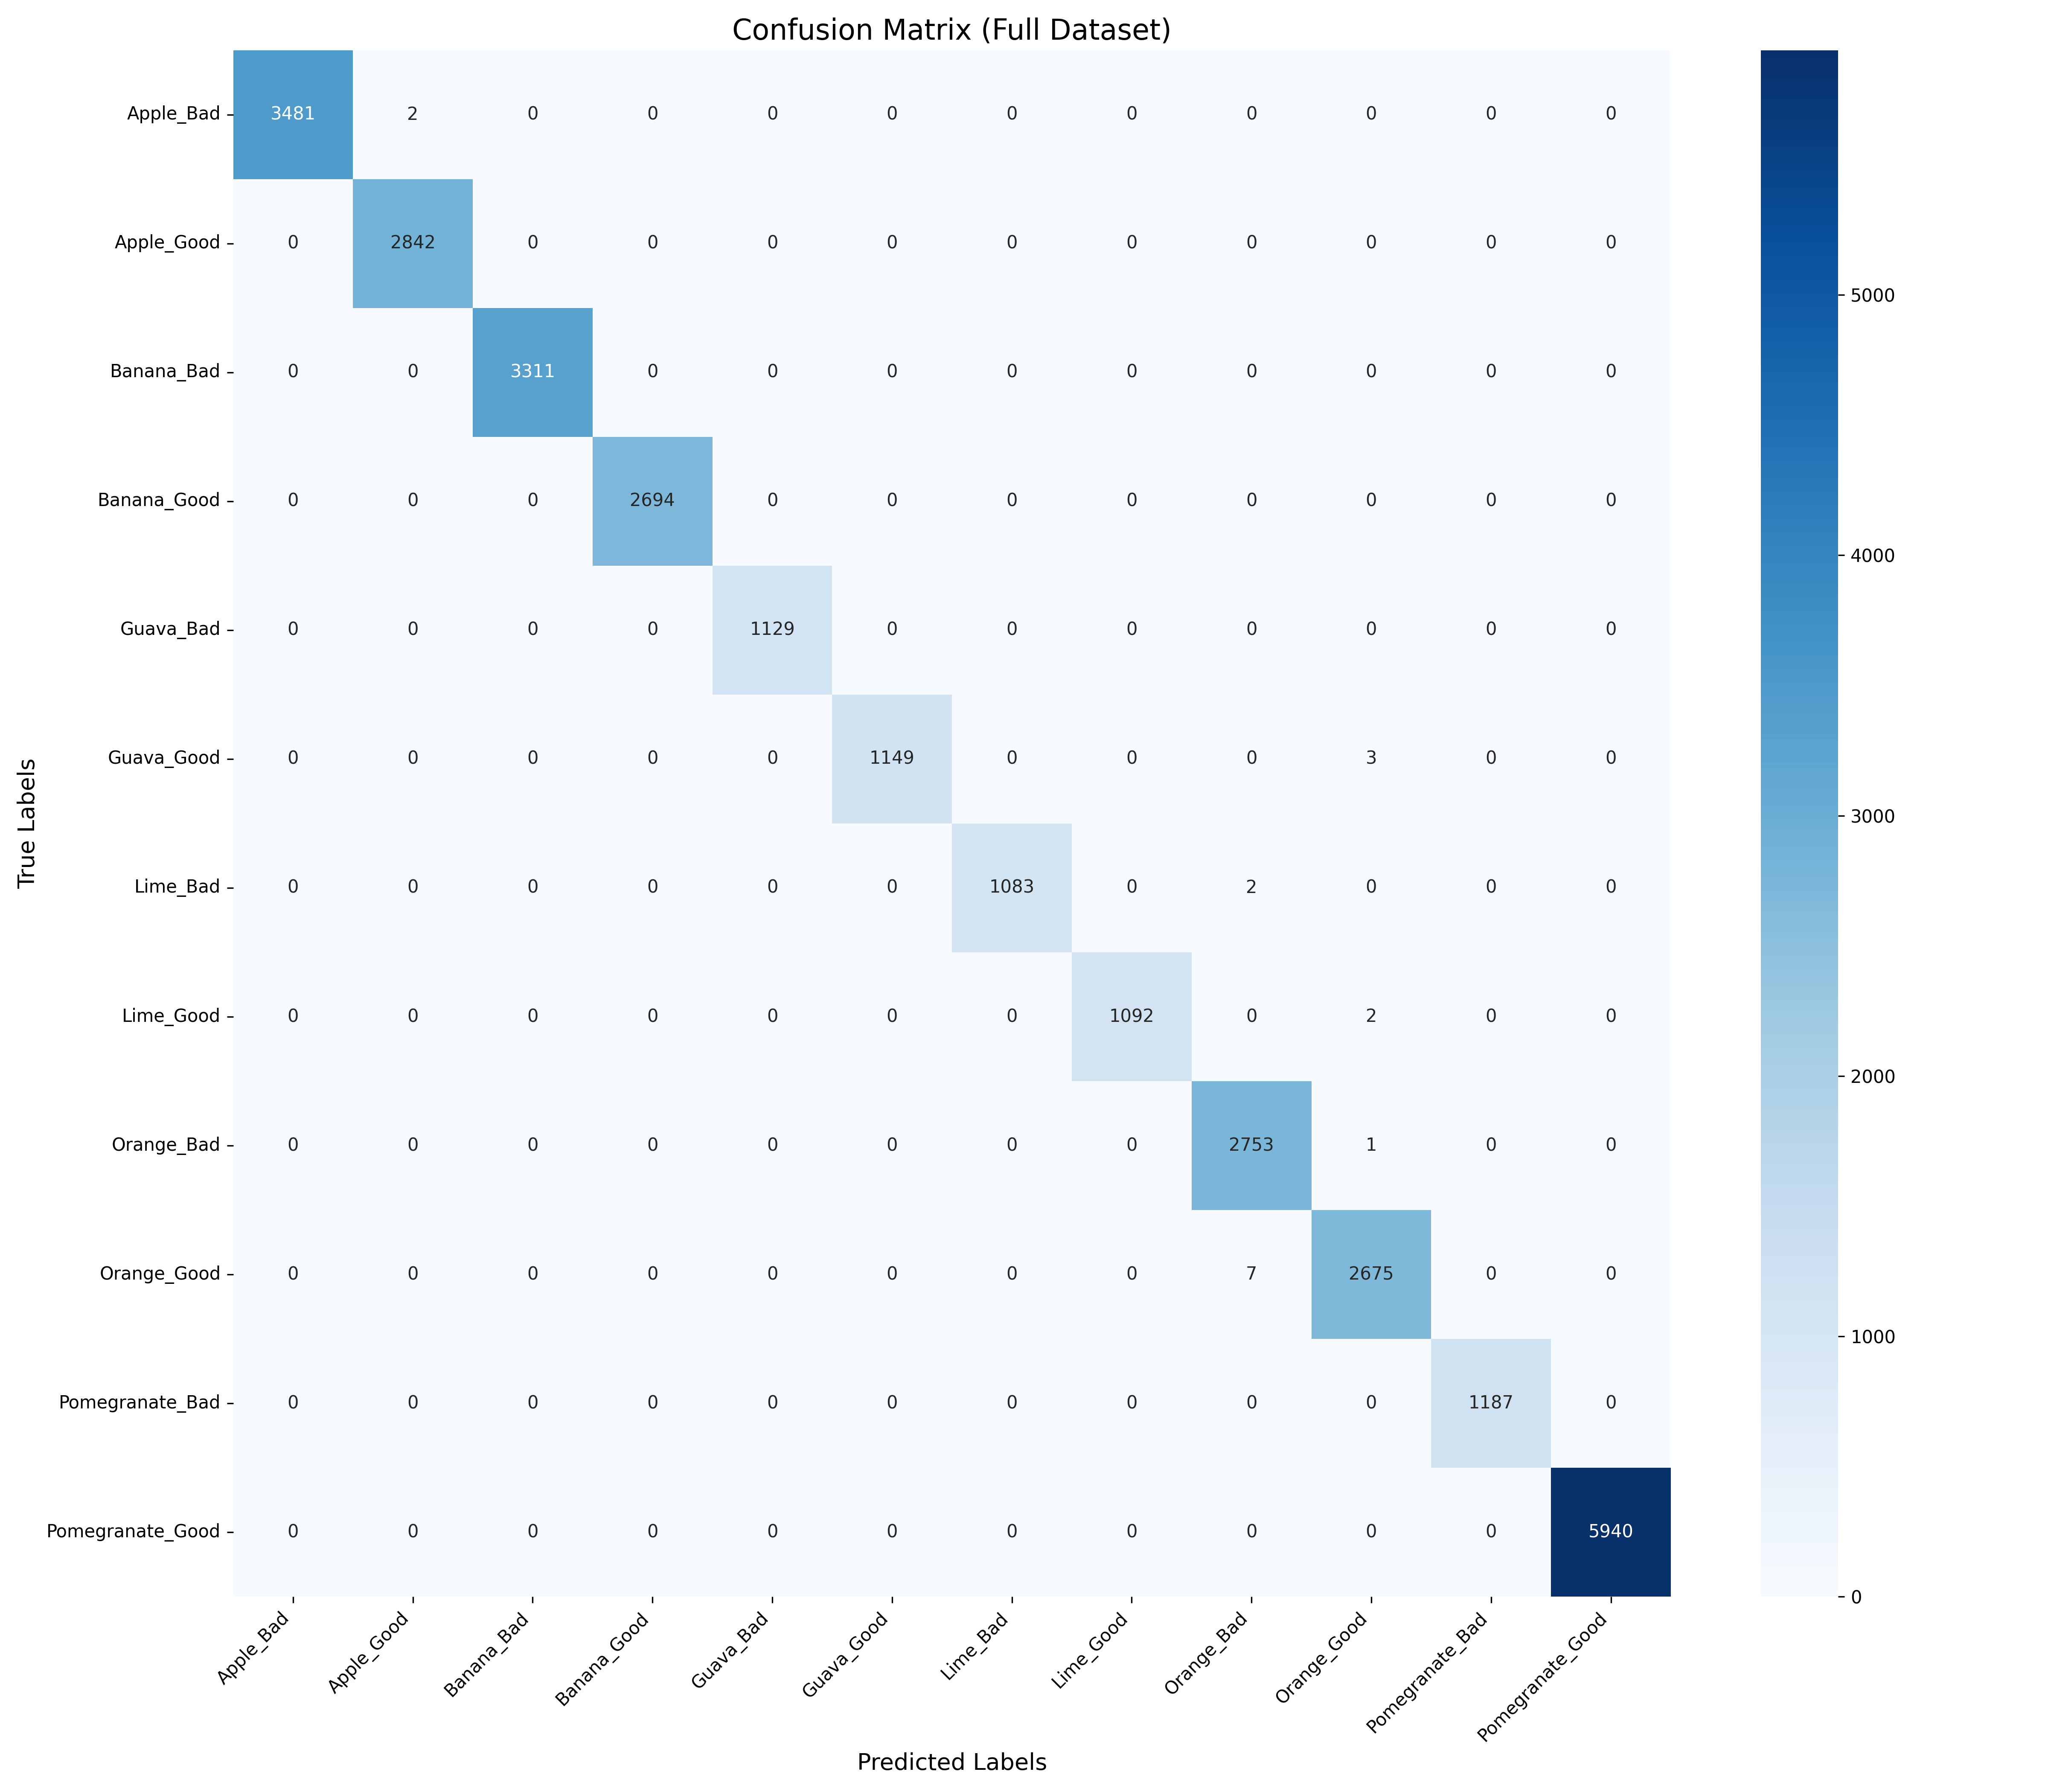 Confusion Matrix (Full Dataset)
Apple_Bad 3481 2 0 0 0 0 0 0 0 0 0 0
Apple_Good 0 2842 0 0 0 0 0 0 0 0 0 0
5000
Banana_Bad 0 0 3311 0 0 0 0 0 0 0 0 0
Banana_Good 0 0 0 2694 0 0 0 0 0 0 0 0
4000
Guava_Bad 0 0 0 0 1129 0 0 0 0 0 0 0
Guava_Good 0 0 0 0 0 1149 0 0 0 3 0 0
3000
True Labels
Lime_Bad 0 0 0 0 0 0 1083 0 2 0 0 0
Lime_Good 0 0 0 0 0 0 0 1092 0 2 0 0
2000
Orange_Bad 0 0 0 0 0 0 0 0 2753 1 0 0
Orange_Good 0 0 0 0 0 0 0 0 7 2675 0 0
1000
Pomegranate_Bad 0 0 0 0 0 0 0 0 0 0 1187 0
Pomegranate_Good 0 0 0 0 0 0 0 0 0 0 0 5940
0
Apple_Bad Apple_Good Banana_Bad Banana_Good Guava_Bad Guava_Good Lime_Bad Lime_Good Orange_Bad Orange_Good Pomegranate_Bad Pomegranate_Good
Predicted Labels